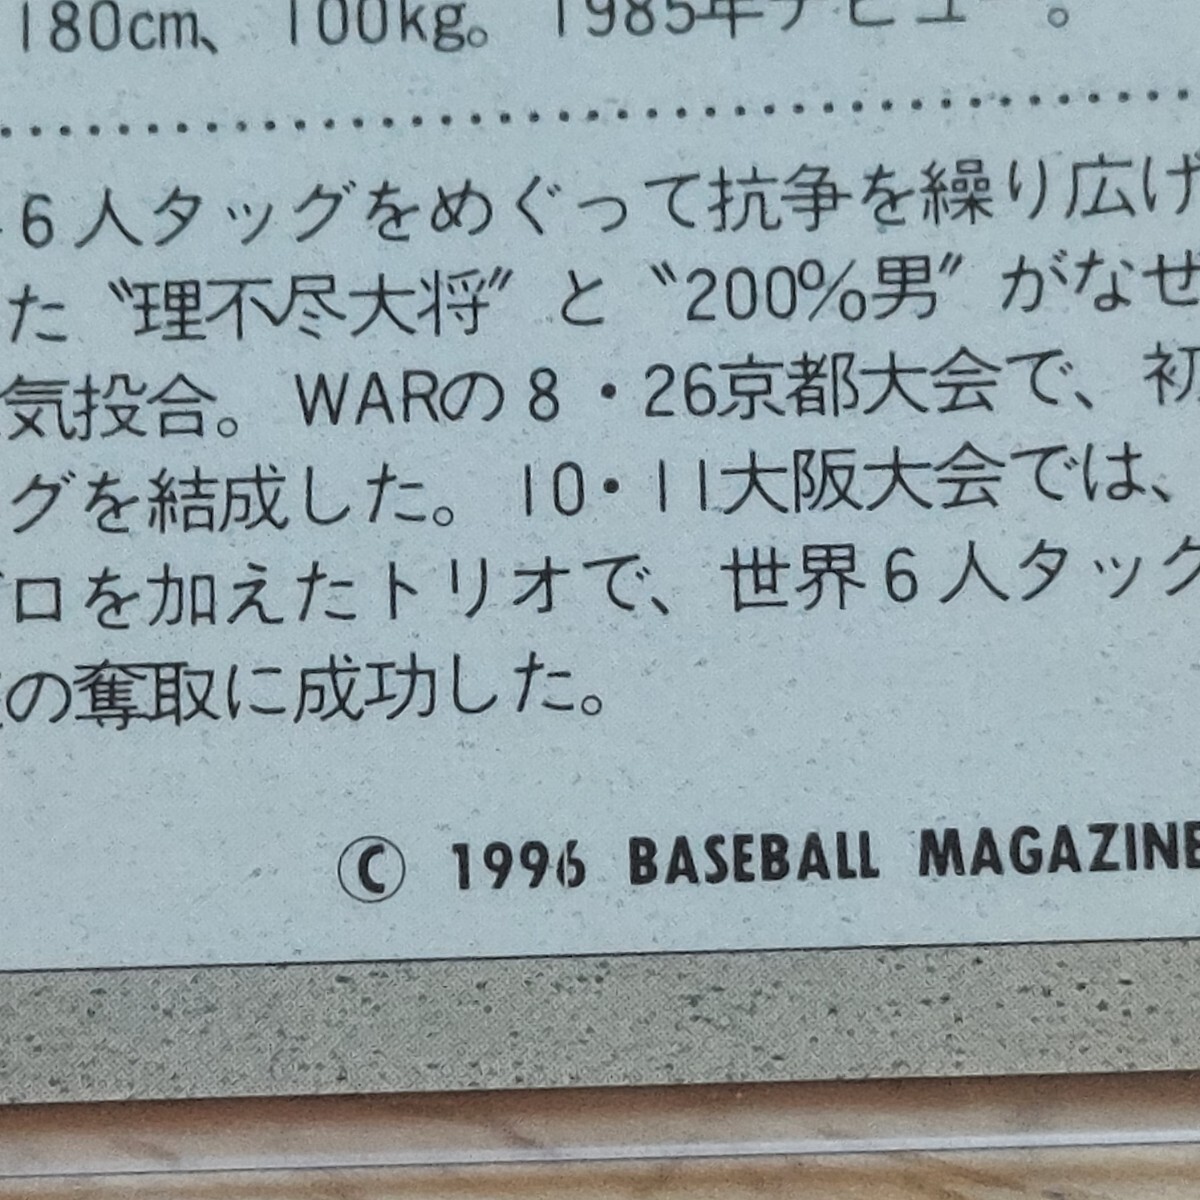 180cm、100kg。1985年デビュー。
6人タッグをめぐって抗争を繰り広げ
た〝理不尽大将〞と〝200%男〞がなぜ
気投合。WARの8・26京都大会で、初
グを結成した。10・11大阪大会では、
ロを加えたトリオで、世界6人タッグ
の奪取に成功した。
© 1996 BASEBALL MAGAZINE